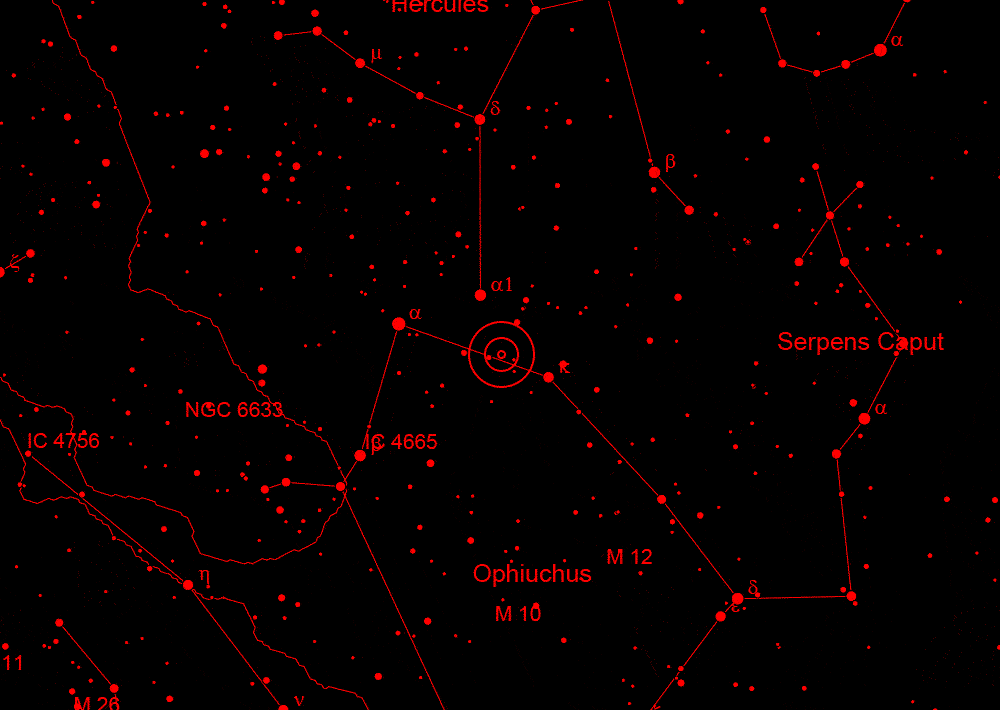 Hercules
α
μ
δ
β
ζ
α1
α
Serpens Caput
κ
NGC 6633
α
IC 4756
IC 4665
β
M 12
Ophiuchus
η
δ
ε
M 10
11
M 26
ν